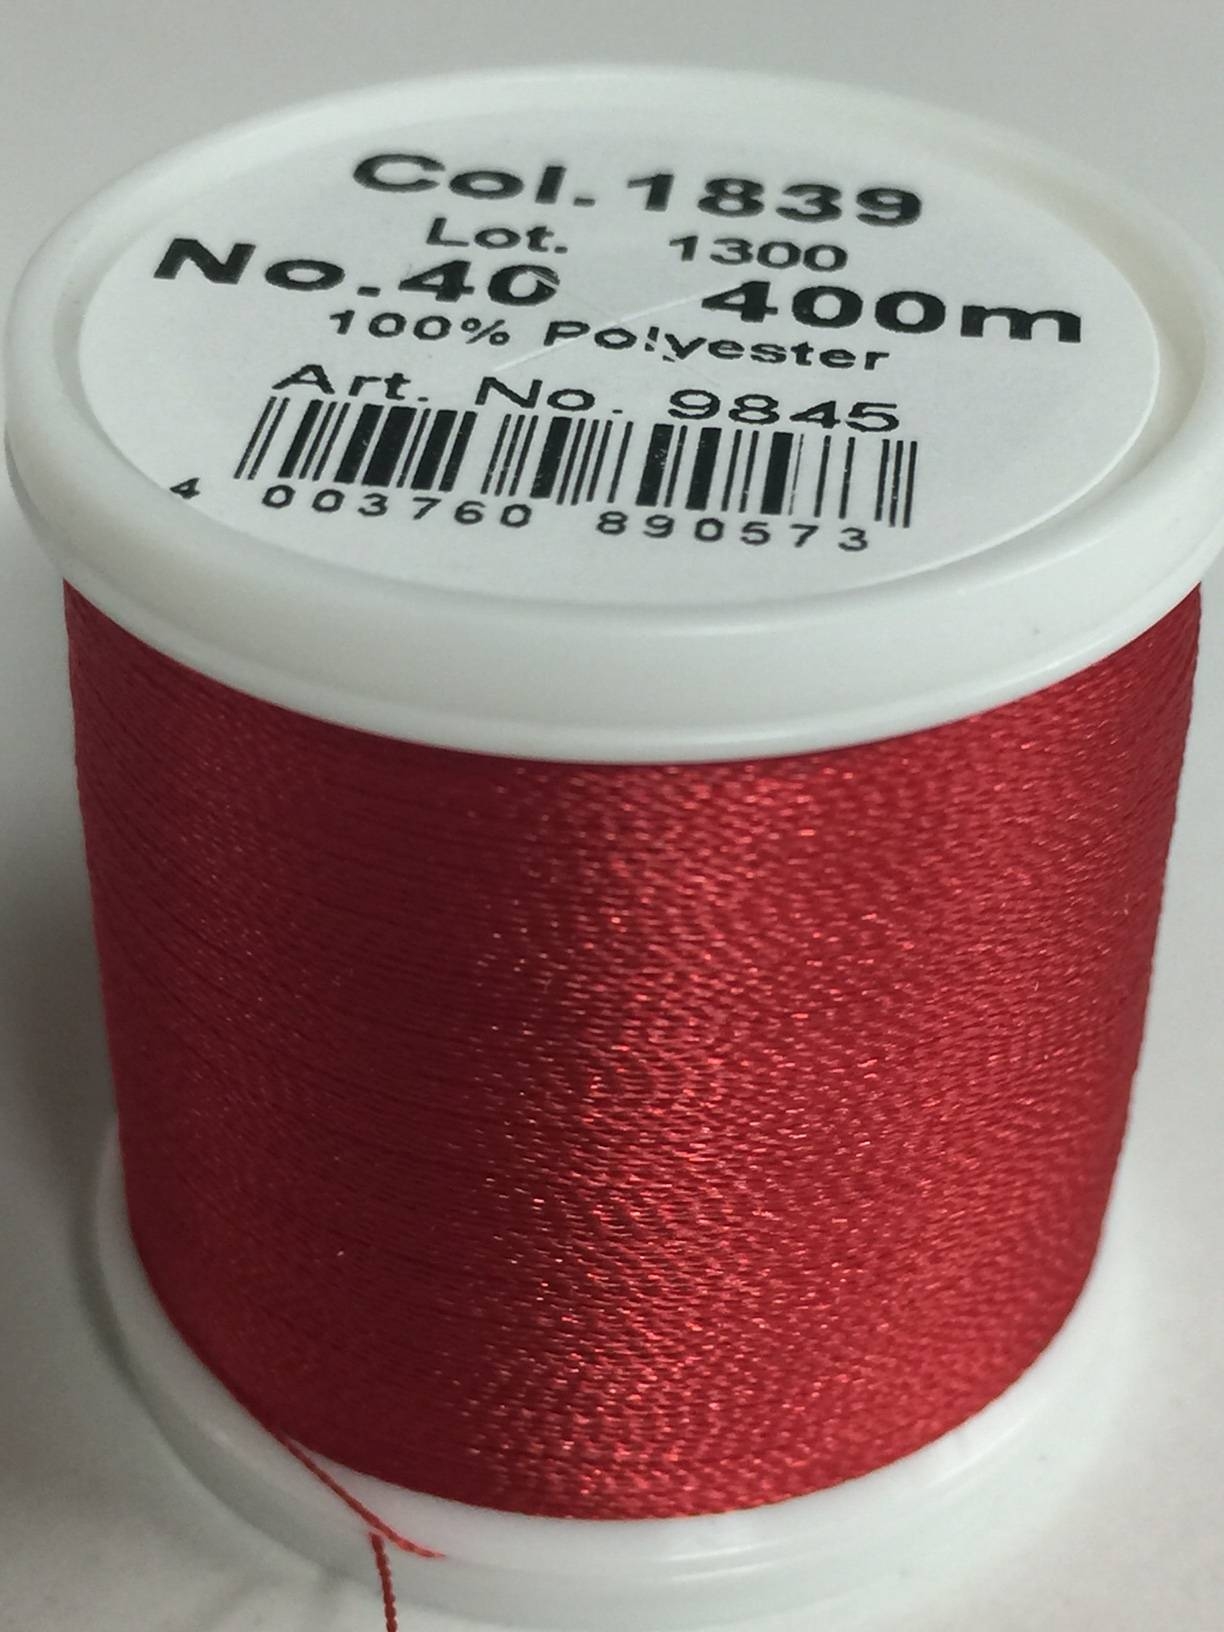 Col. 1839
Lot. 1300
No. 40 400m
100% Polyester
Art. No. 9845
4 003760 890573